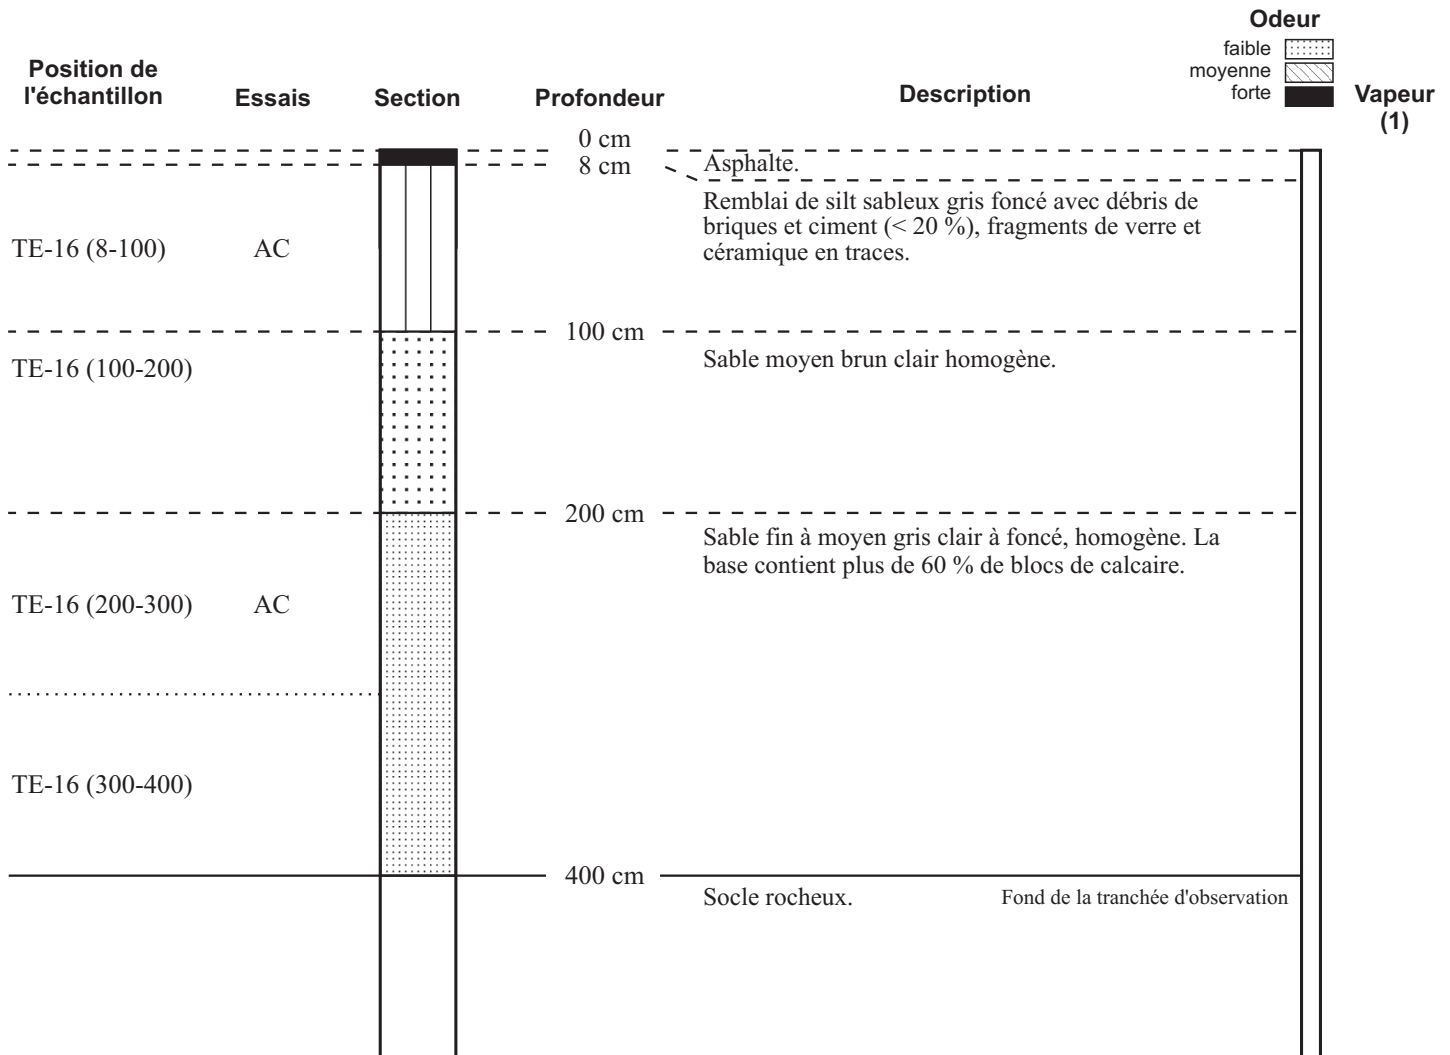 Odeur
faible
moyenne
forte
Position de
l'échantillon
Essais
Section
Profondeur
Description
Vapeur
(1)
0 cm
8 cm
Asphalte.
Remblai de silt sableux gris foncé avec débris de
briques et ciment (< 20 %), fragments de verre et
céramique en traces.
TE-16 (8-100)
AC
100 cm
TE-16 (100-200)
Sable moyen brun clair homogène.
200 cm
Sable fin à moyen gris clair à foncé, homogène. La
base contient plus de 60 % de blocs de calcaire.
TE-16 (200-300)
AC
TE-16 (300-400)
400 cm
Socle rocheux.
Fond de la tranchée d'observation